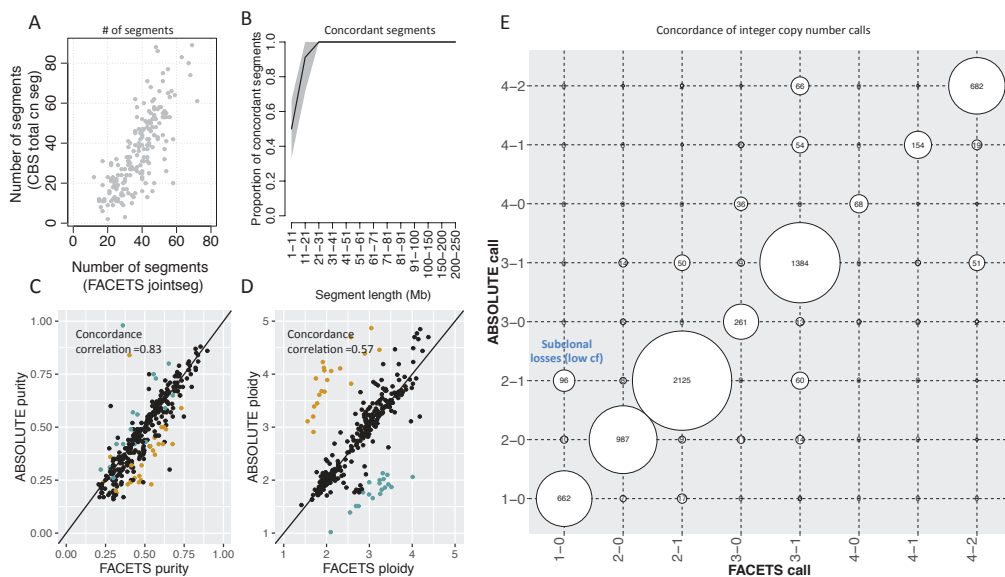 A
# of segments
Number of segments
(CBS total cn seg)
0 20 40 60 80
0 20 40 60 80
Number of segments
(FACETS jointseg)
B
Concordant segments
Proportion of concordant segments
0.0 0.2 0.4 0.6 0.8 1.0
1−11
11−21
21−31
31−41
41−51
51−61
61−71
71−81
81−91
91−100
100−150
150−200
200−250
Segment length (Mb)
C
Concordance
correlation =0.83
ABSOLUTE purity
1.00
0.75
0.50
0.25
0.00
0.00 0.25 0.50 0.75 1.00
FACETS purity
D
Concordance
correlation =0.57
ABSOLUTE ploidy
5
4
3
2
1
1 2 3 4 5
FACETS ploidy
E
Concordance of integer copy number calls
ABSOLUTE call
4−2
66
682
4−1
54
154
19
4−0
36
68
3−1
14
50
1384
51
3−0
261
Subclonal
losses (low cf)
2−1
96
2125
60
2−0
987
14
1−0
662
17
1−0
2−0
2−1
3−0
3−1
4−0
4−1
4−2
FACETS call